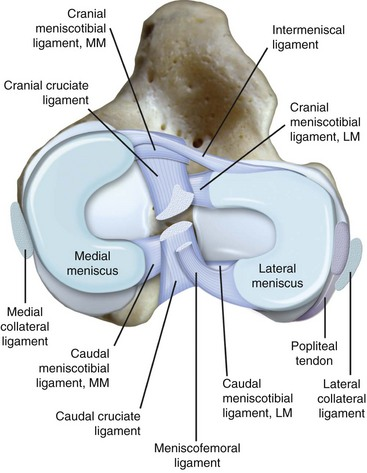 Cranial
meniscotibial
ligament, MM
Intermeniscal
ligament
Cranial cruciate
ligament
Cranial
meniscotibial
ligament, LM
Medial
meniscus
Lateral
meniscus
Medial
collateral
ligament
Popliteal
tendon
Caudal
meniscotibial
ligament, MM
Caudal
meniscotibial
ligament, LM
Lateral
collateral
ligament
Caudal cruciate
ligament
Meniscofemoral
ligament